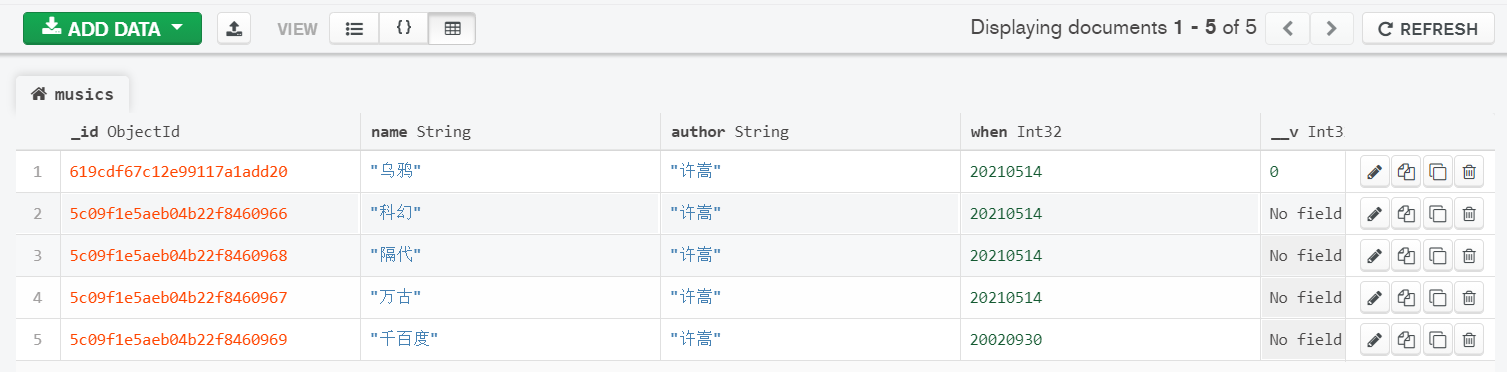 ADD DATA VIEW {} Displaying documents 1 - 5 of 5 REFRESH
musics
_id ObjectId name String author String when Int32 __v Int3
1 619cdf67c12e99117a1add20 "乌鸦" "许嵩" 20210514 0
2 5c09f1e5aeb04b22f8460966 "科幻" "许嵩" 20210514 No field
3 5c09f1e5aeb04b22f8460968 "隔代" "许嵩" 20210514 No field
4 5c09f1e5aeb04b22f8460967 "万古" "许嵩" 20210514 No field
5 5c09f1e5aeb04b22f8460969 "千百度" "许嵩" 20020930 No field